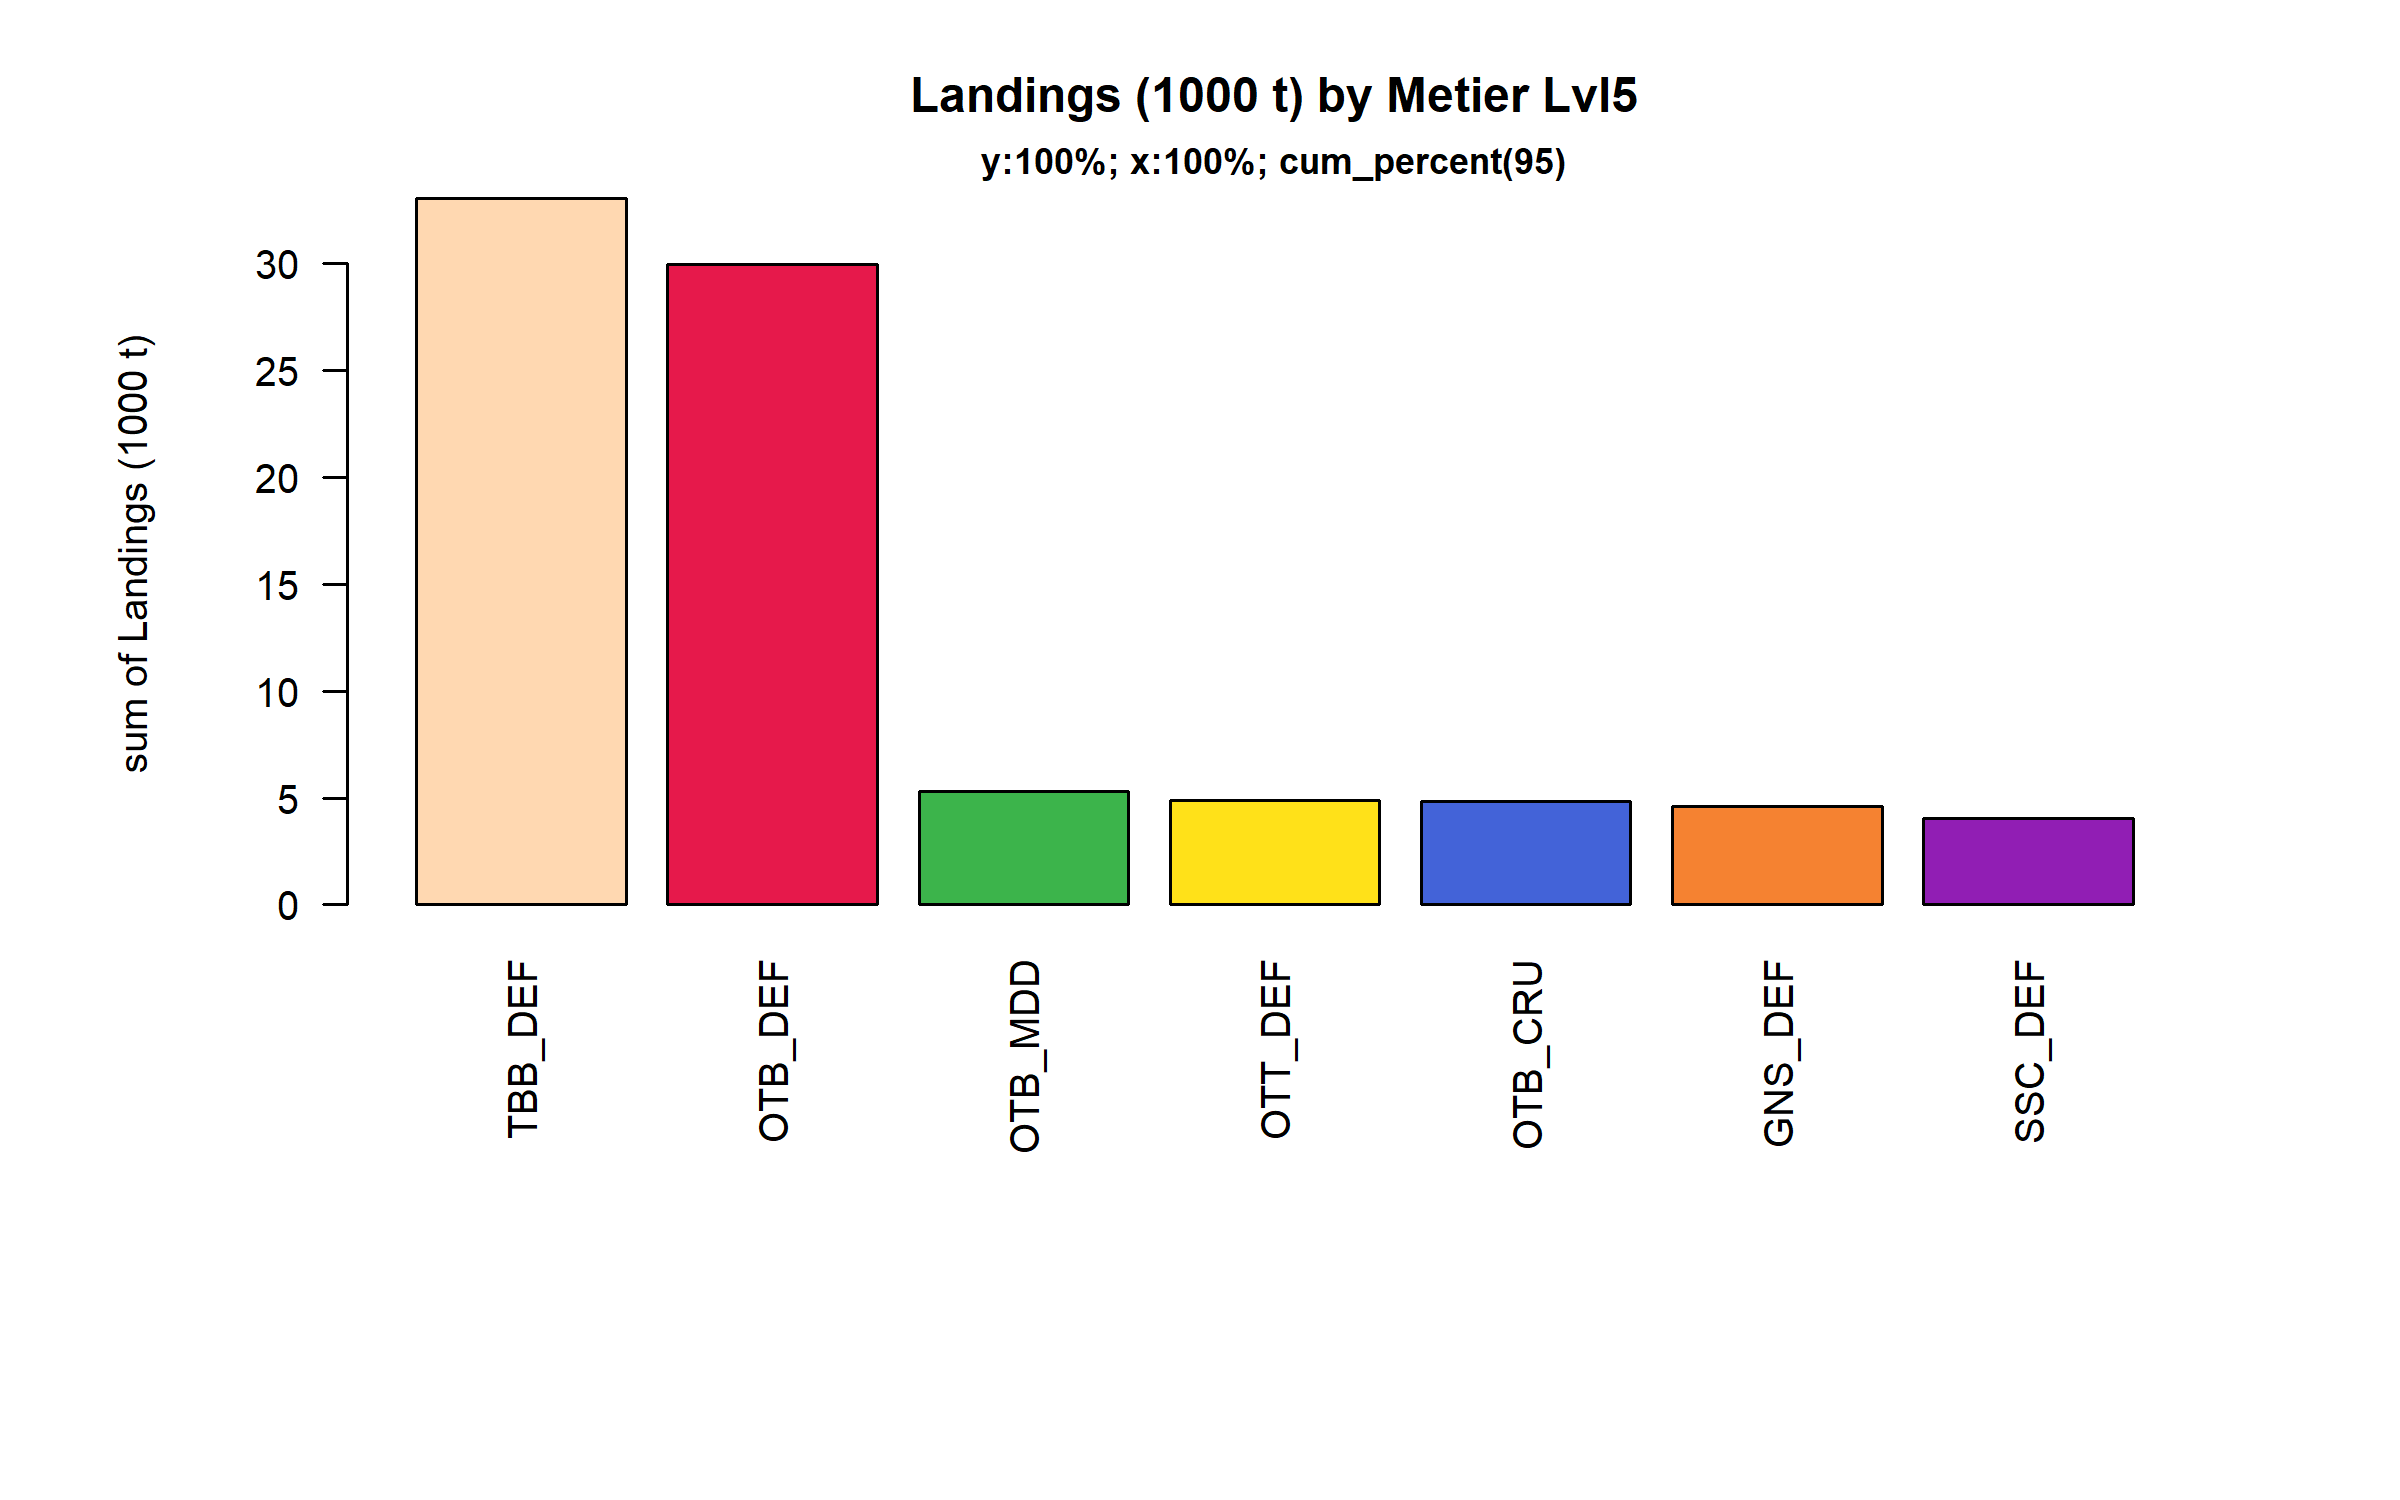 Landings (1000 t) by Metier Lvl5
y:100%; x:100%; cum_percent(95)
sum of Landings (1000 t)
30
25
20
15
10
5
0
TBB_DEF
OTB_DEF
OTB_MDD
OTT_DEF
OTB_CRU
GNS_DEF
SSC_DEF